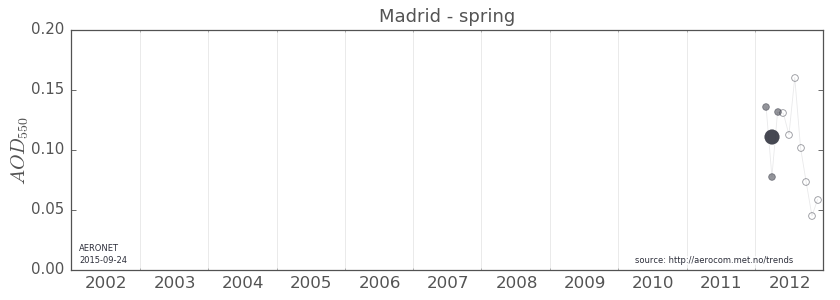 Madrid - spring
0.20
0.15
0.10
0.05
0.00
AOD550
AERONET
2015-09-24
source: http://aerocom.met.no/trends
2002 2003 2004 2005 2006 2007 2008 2009 2010 2011 2012